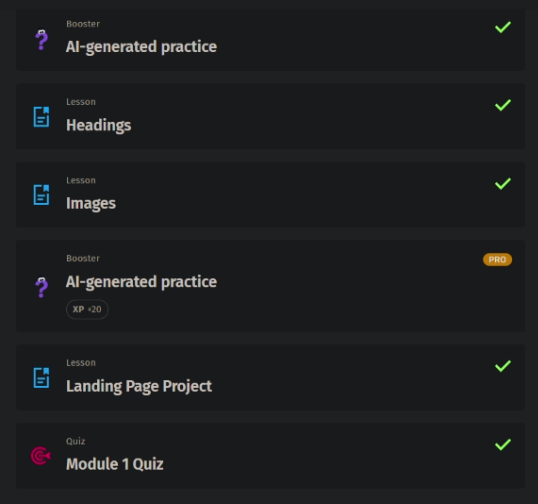 Booster
AI-generated practice
Lesson
Headings
Lesson
Images
Booster
PRO
AI-generated practice
XP +20
Lesson
Landing Page Project
Quiz
Module 1 Quiz